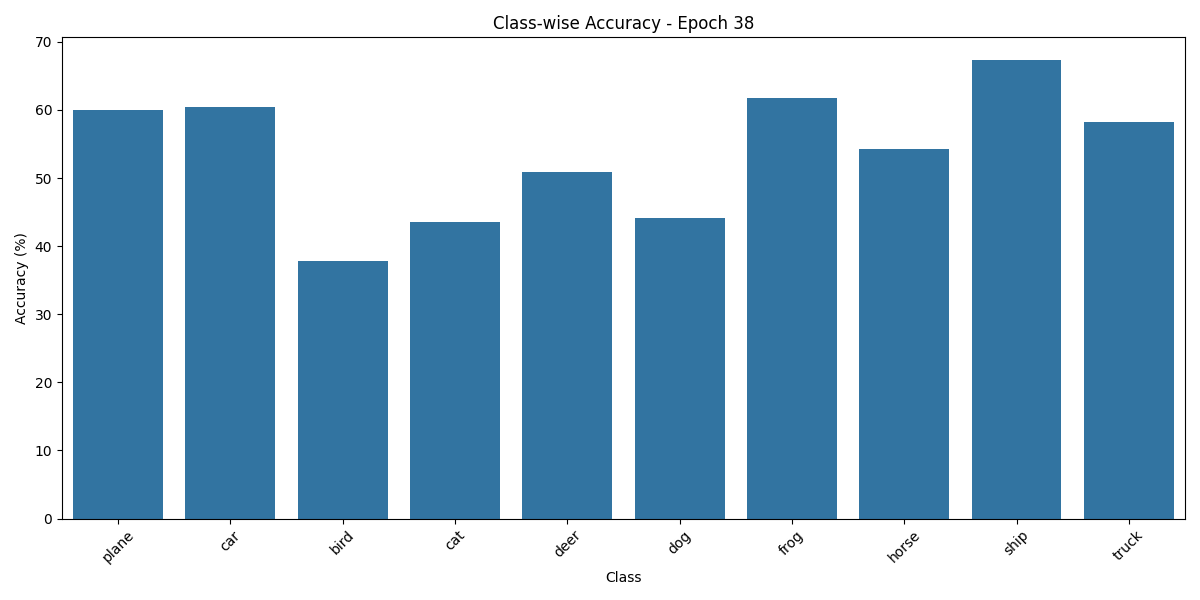 Class-wise Accuracy - Epoch 38
70
60
50
40
30
20
10
0
Accuracy (%)
plane
car
bird
cat
deer
dog
frog
horse
ship
truck
Class